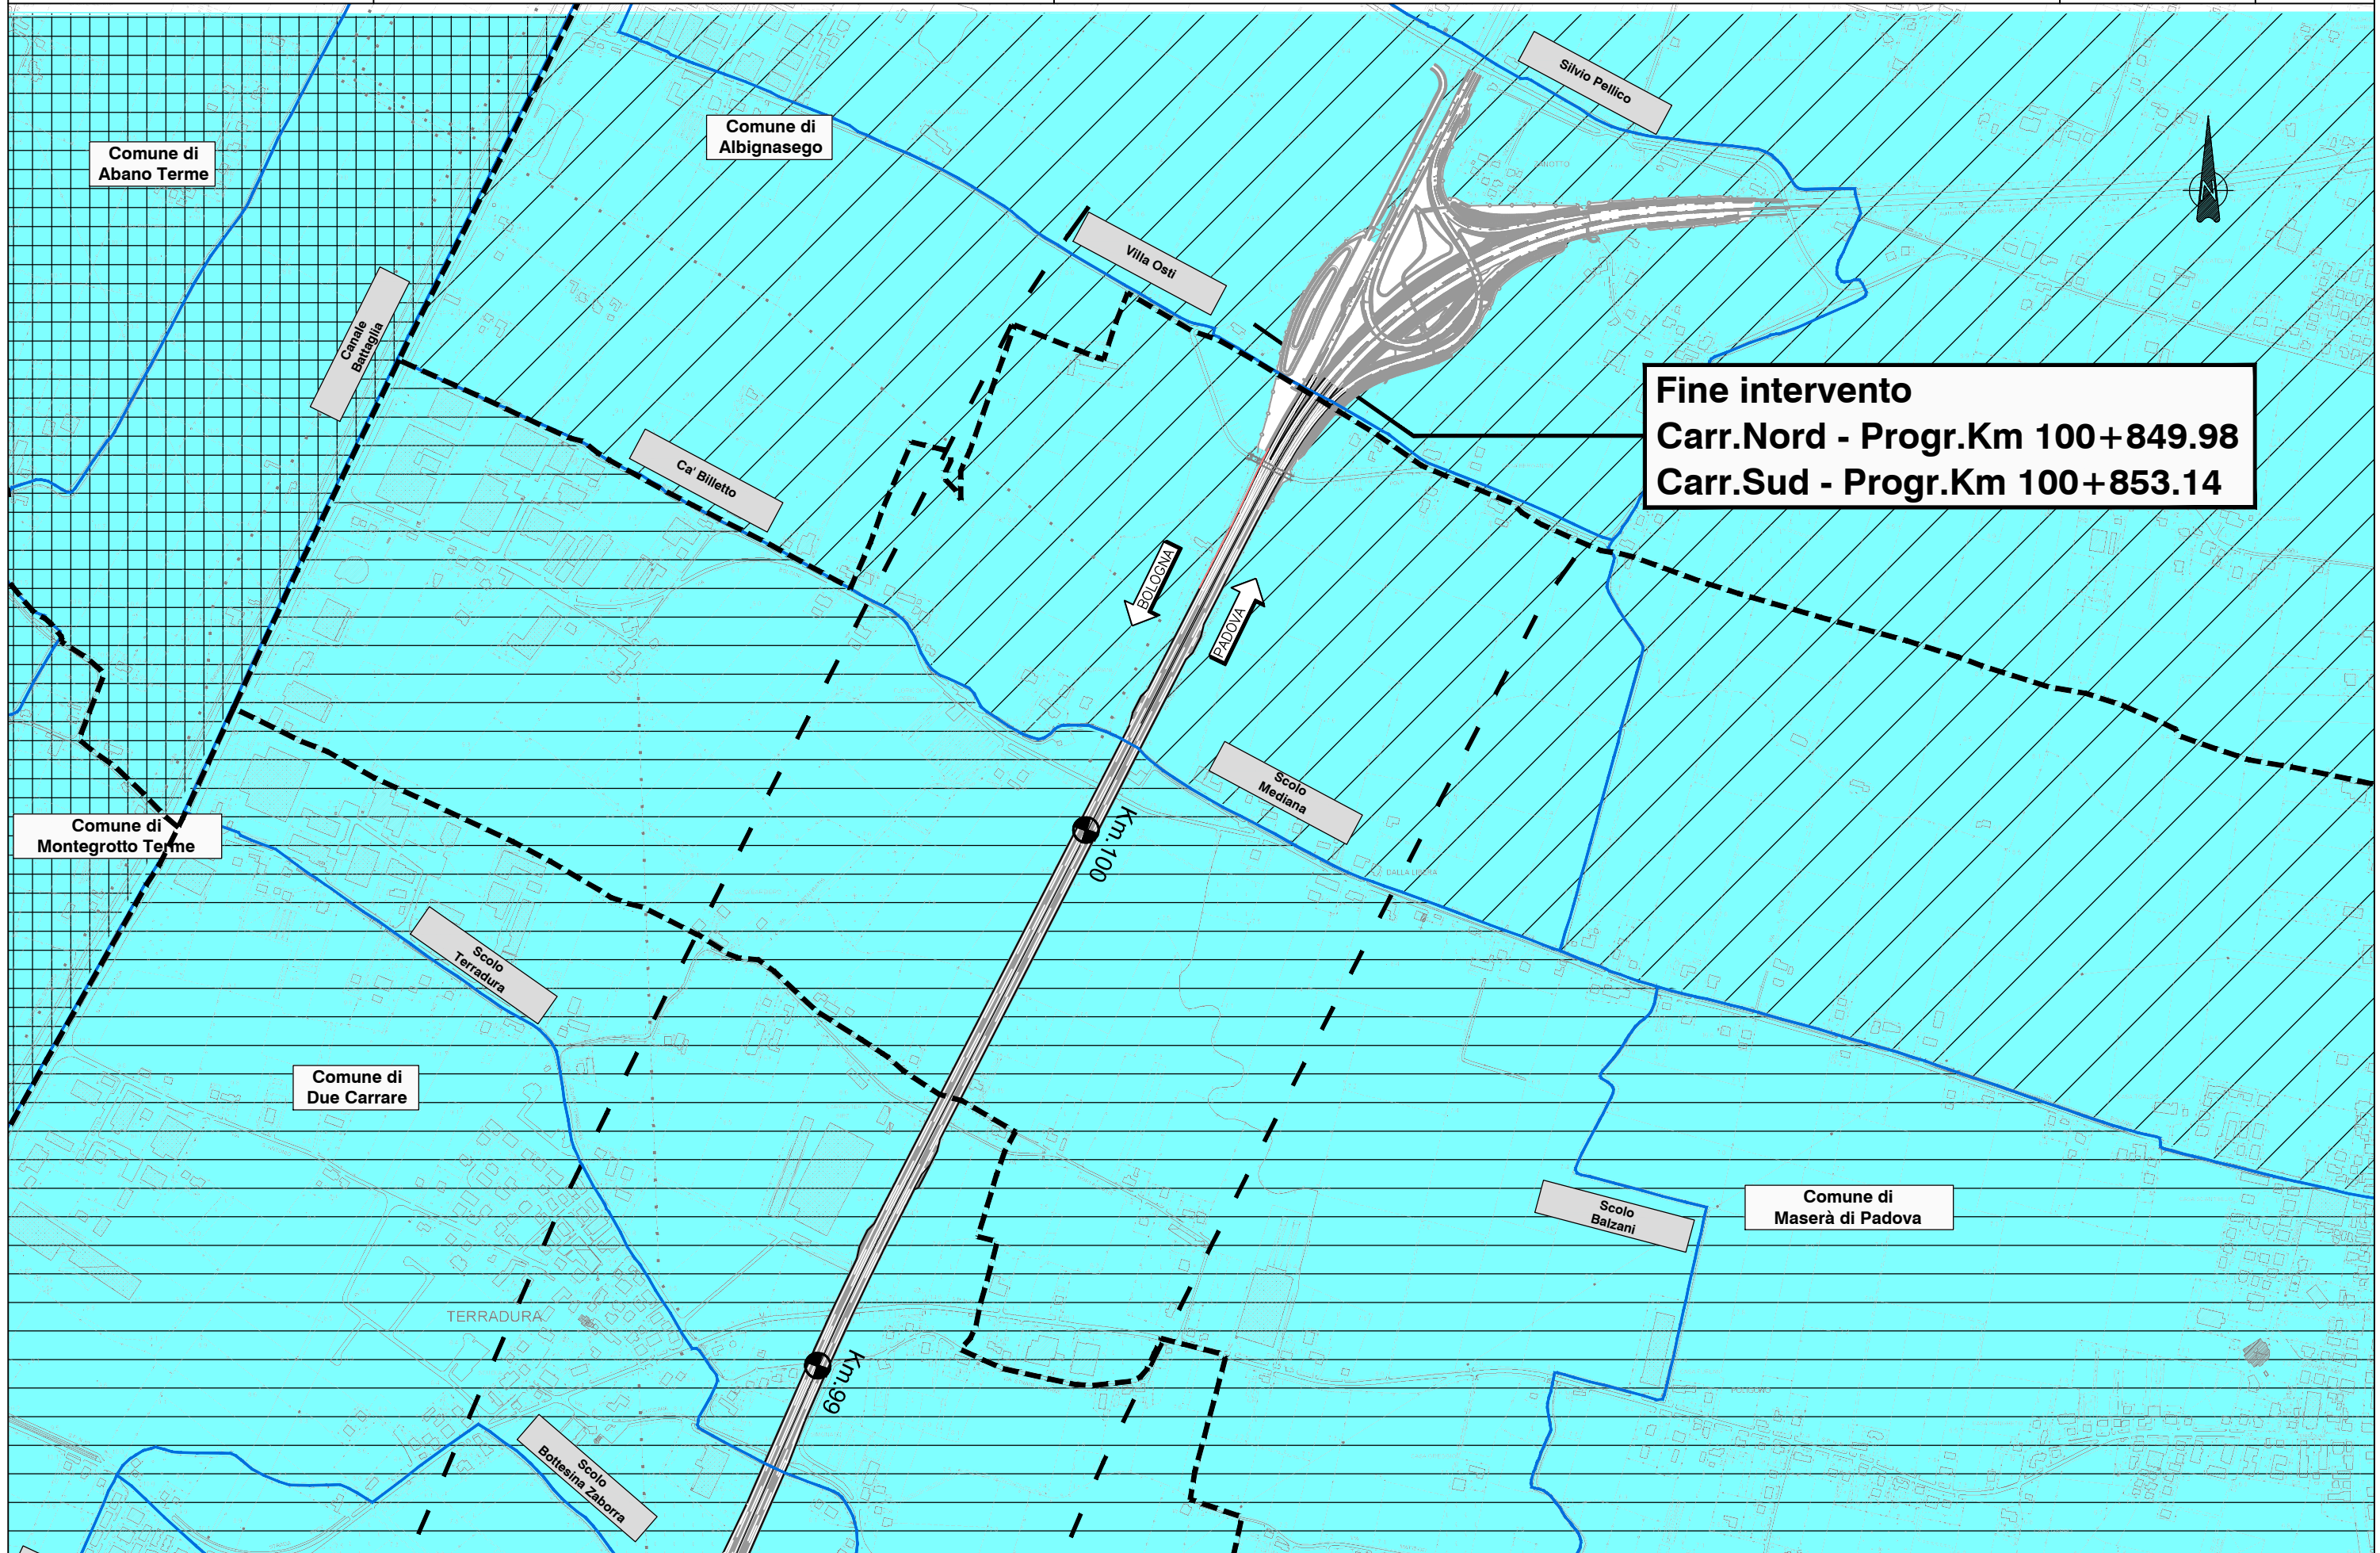 Silvio Pellico
Comune di
Albignasego
Comune di
Abano Terme
ZANOTTO
N
Villa Osti
Canale
Battaglia
Fine intervento
Carr.Nord - Progr.Km 100+849.98
Carr.Sud - Progr.Km 100+853.14
Ca' Billetto
BOLOGNA
PADOVA
Scolo
Mediana
Comune di
Montegrotto Terme
Km.100
DALLA LIBERA
Scolo
Terradura
Comune di
Due Carrare
Scolo
Balzani
Comune di
Maserà di Padova
TERRADURA
Km.99
Scolo
Bottesina Zaborra